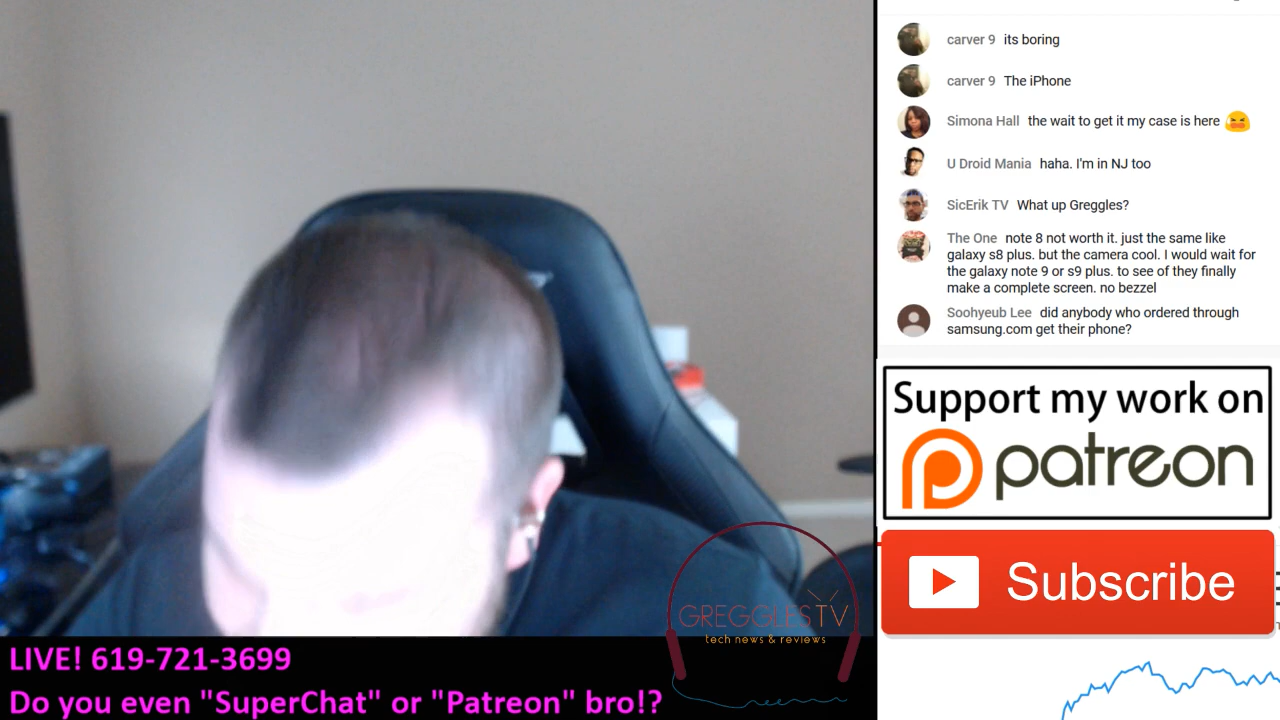 carver 9 its boring
carver 9 The iPhone
Simona Hall the wait to get it my case is here
U Droid Mania haha. I'm in NJ too
SicErik TV What up Greggles?
The One note 8 not worth it. just the same like
galaxy s8 plus. but the camera cool. I would wait for
the galaxy note 9 or s9 plus. to see of they finally
make a complete screen. no bezzel
Soohyeub Lee did anybody who ordered through
samsung.com get their phone?
Support my work on
patreon
Subscribe
GREGGLESTV
tech news & reviews
LIVE! 619-721-3699
Do you even "SuperChat" or "Patreon" bro!?